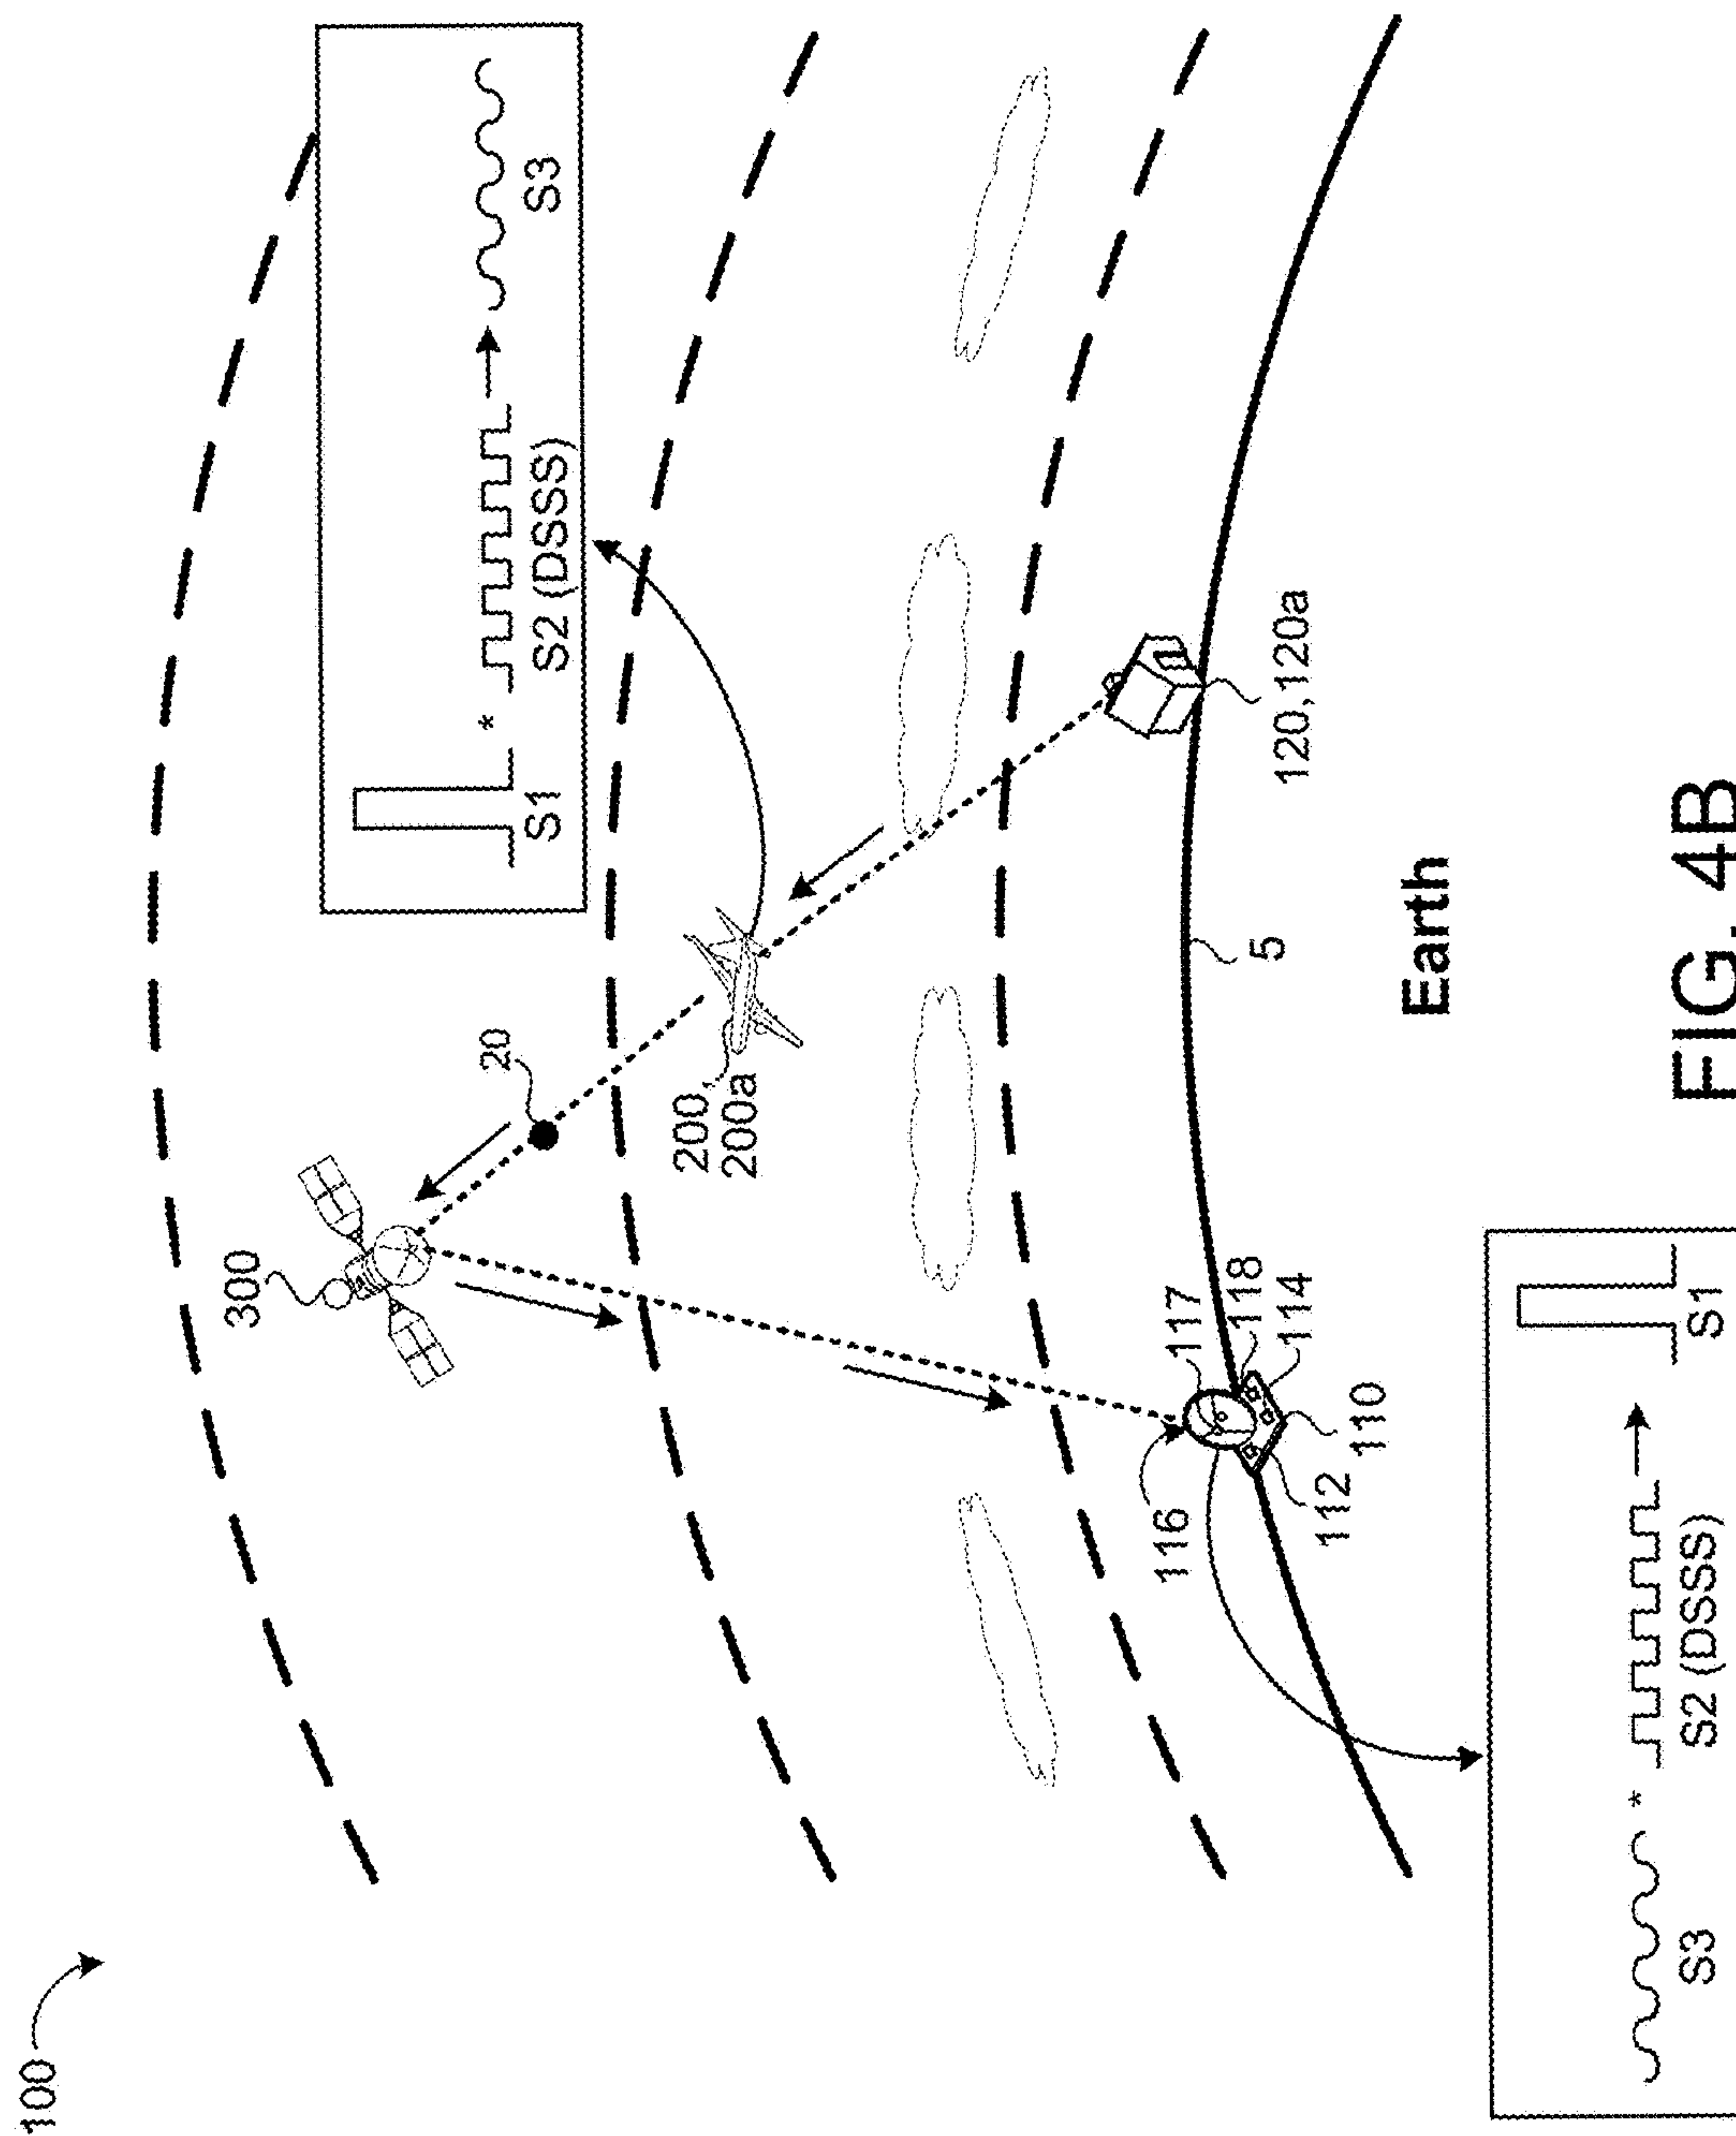 100
300
20
S1 * S2 (DSSS) S3
200,
200a
116
117
118
114
112
110
120,120a
5
Earth
S3 * S2 (DSSS) S1
FIG. 4B